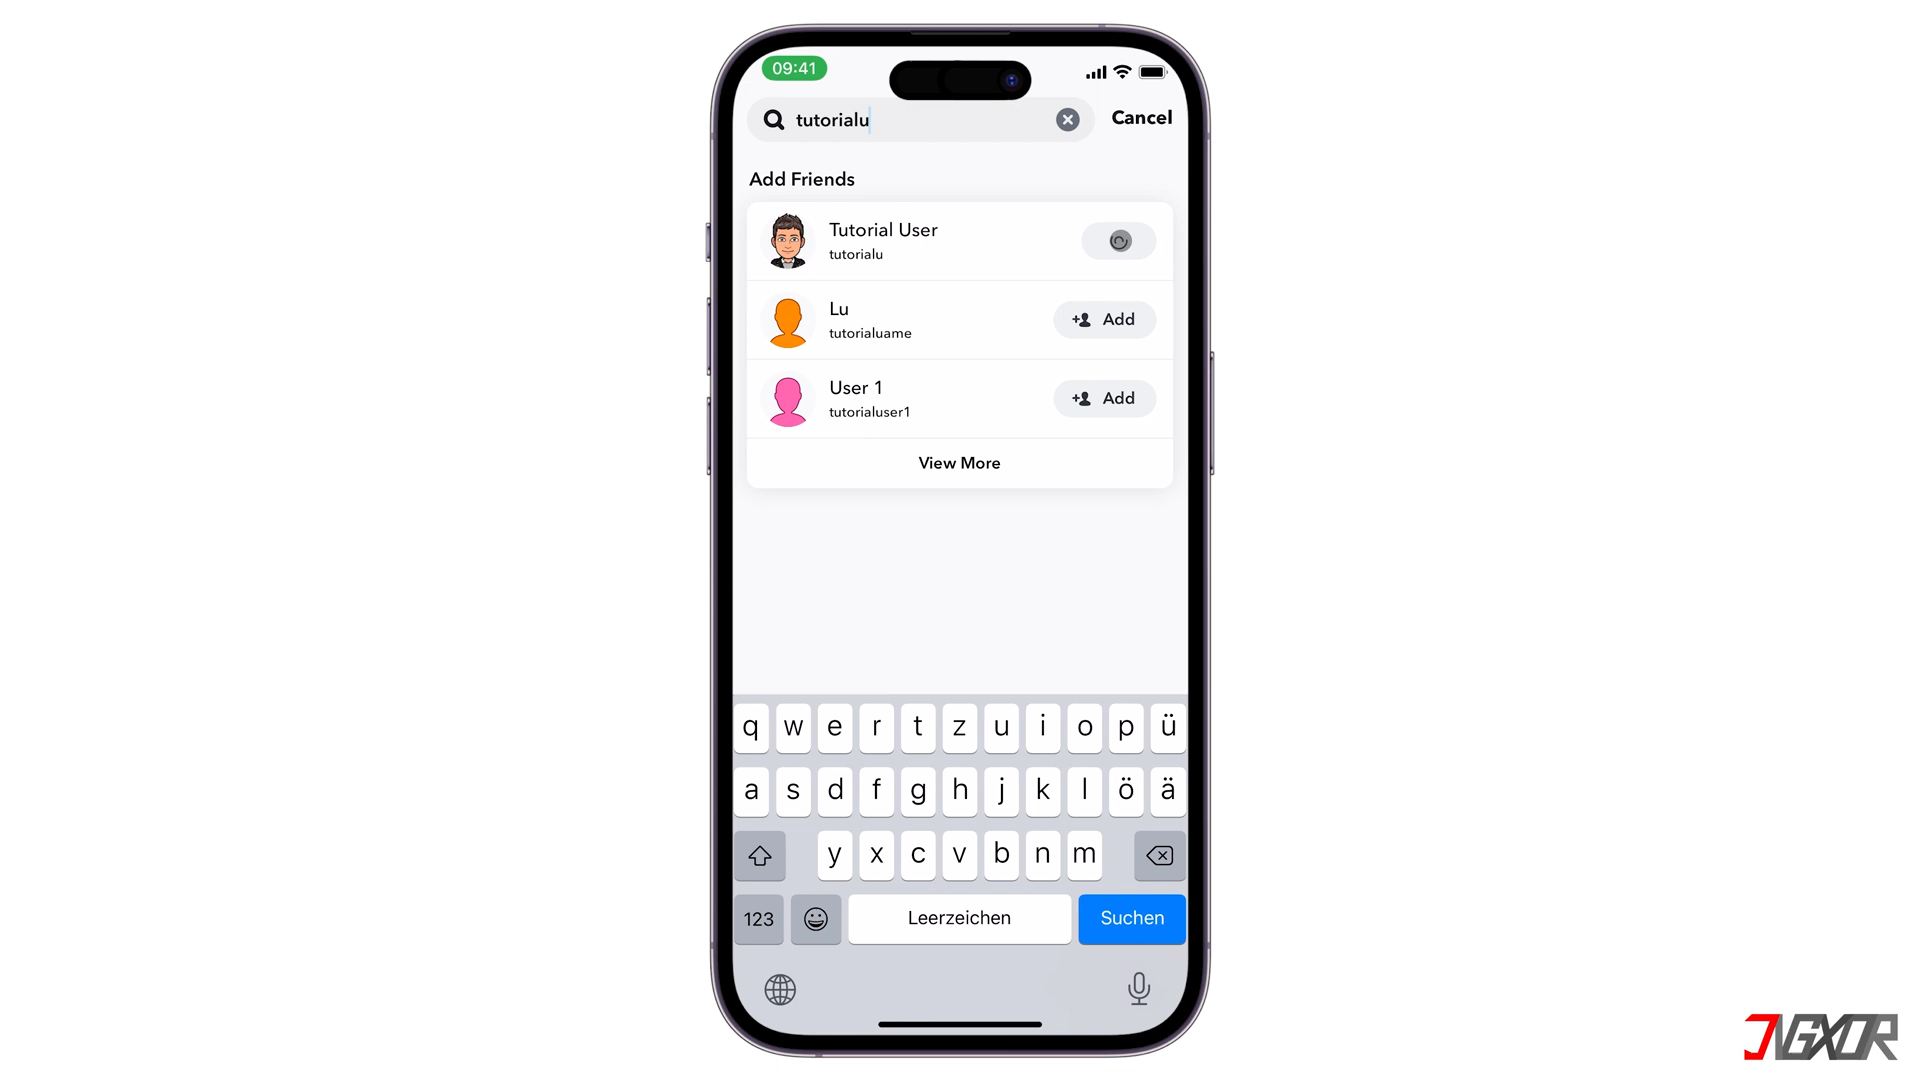 09:41
tutorialu
Cancel
Add Friends
Tutorial User
tutorialu
Lu
tutorialuame
Add
User 1
tutorialuser1
Add
View More
q w e r t z u i o p ü
a s d f g h j k l ö ä
y x c v b n m
123
Leerzeichen
Suchen
JVGXOR